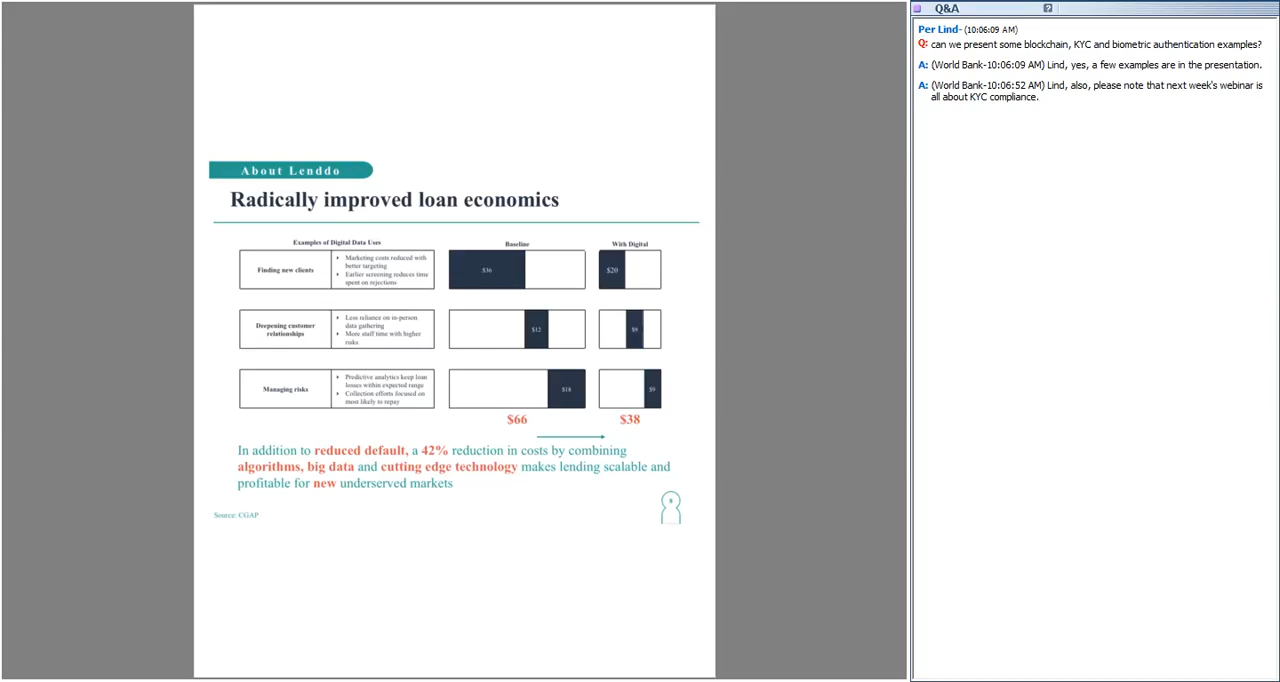 About Lenddo
Radically improved loan economics
Examples of Digital Data Uses
Baseline
With Digital
Finding new clients
Marketing costs reduced with
better targeting
Earlier screening reduces time
spent on rejections
$36
$20
Deepening customer
relationships
Less reliance on in-person
data gathering
More staff time with higher
risks
$12
$9
Managing risks
Predictive analytics keep loan
losses within expected range
Collection efforts focused on
most likely to repay
$18
$9
$66
$38
In addition to reduced default, a 42% reduction in costs by combining
algorithms, big data and cutting edge technology makes lending scalable and
profitable for new underserved markets
8
Source: CGAP
Q&A
?
Per Lind- (10:06:09 AM)
Q: can we present some blockchain, KYC and biometric authentication examples?
A: (World Bank-10:06:09 AM) Lind, yes, a few examples are in the presentation.
A: (World Bank-10:06:52 AM) Lind, also, please note that next week's webinar is
all about KYC compliance.